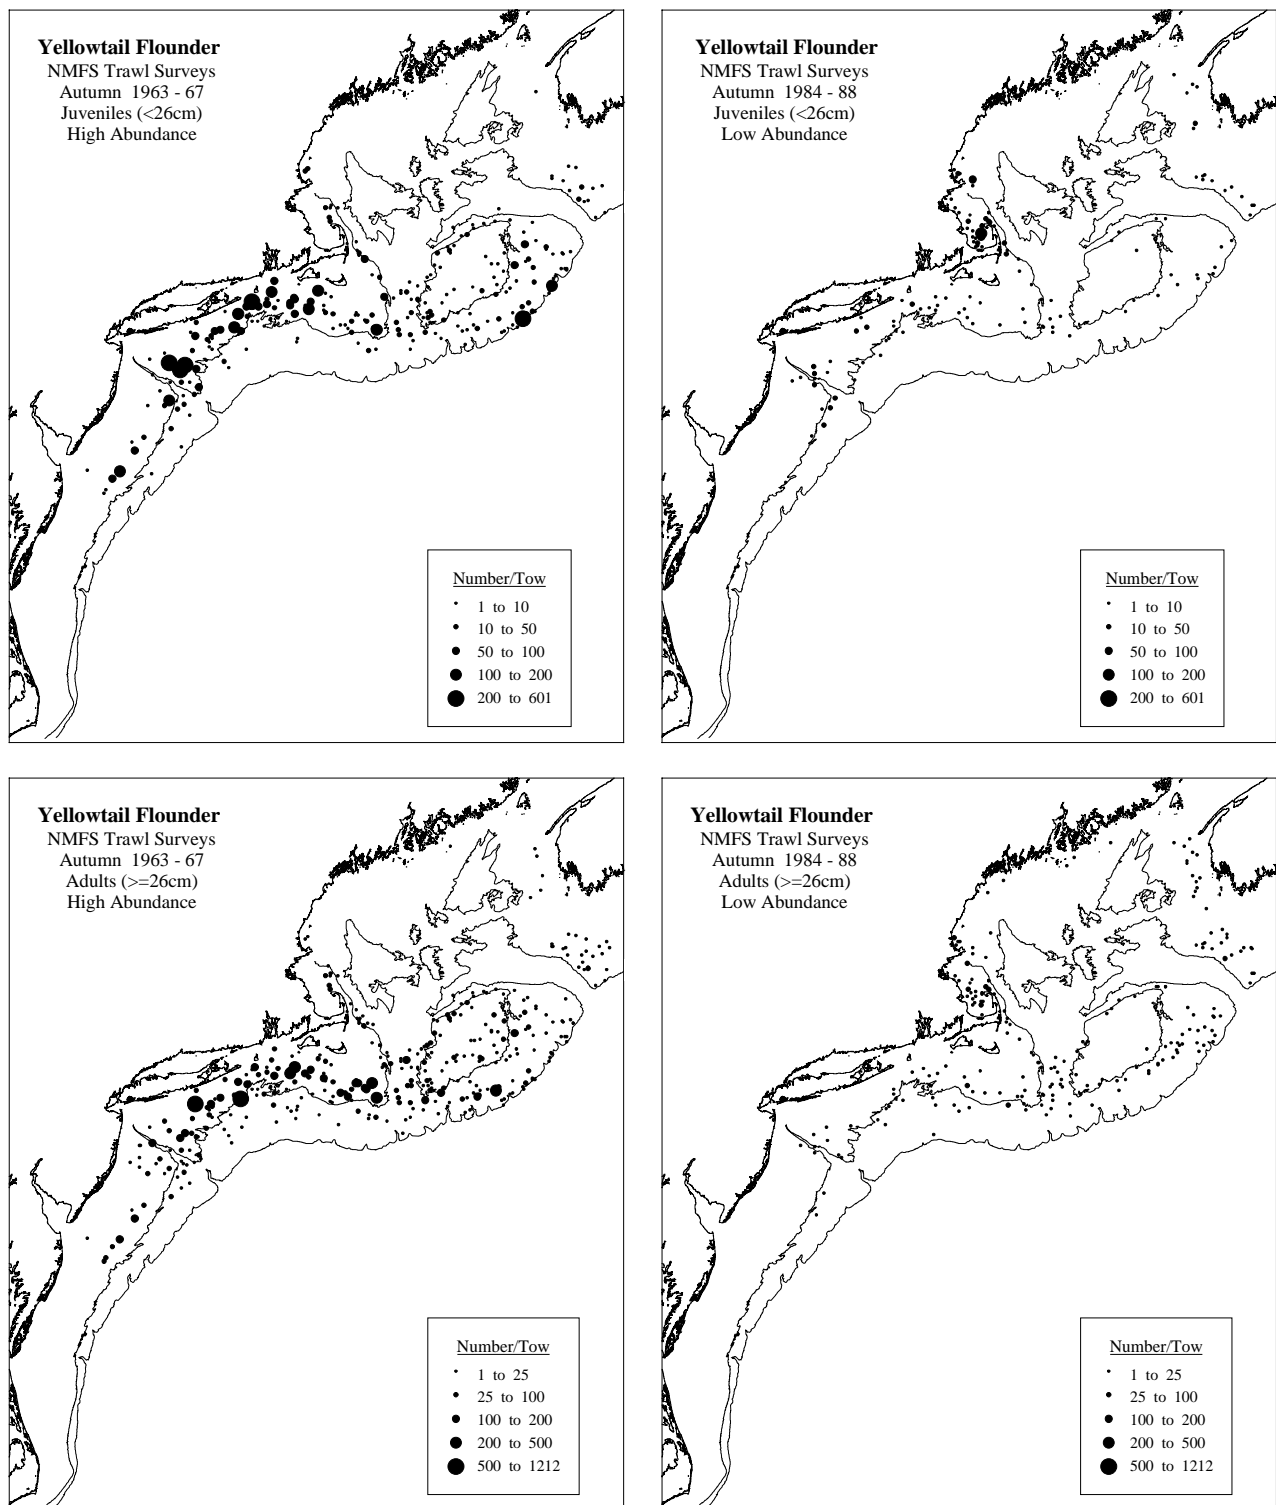 Yellowtail Flounder
NMFS Trawl Surveys
Autumn 1963 - 67
Juveniles (<26cm)
High Abundance
Number/Tow
1 to 10
10 to 50
50 to 100
100 to 200
200 to 601
Yellowtail Flounder
NMFS Trawl Surveys
Autumn 1984 - 88
Juveniles (<26cm)
Low Abundance
Number/Tow
1 to 10
10 to 50
50 to 100
100 to 200
200 to 601
Yellowtail Flounder
NMFS Trawl Surveys
Autumn 1963 - 67
Adults (>=26cm)
High Abundance
Number/Tow
1 to 25
25 to 100
100 to 200
200 to 500
500 to 1212
Yellowtail Flounder
NMFS Trawl Surveys
Autumn 1984 - 88
Adults (>=26cm)
Low Abundance
Number/Tow
1 to 25
25 to 100
100 to 200
200 to 500
500 to 1212